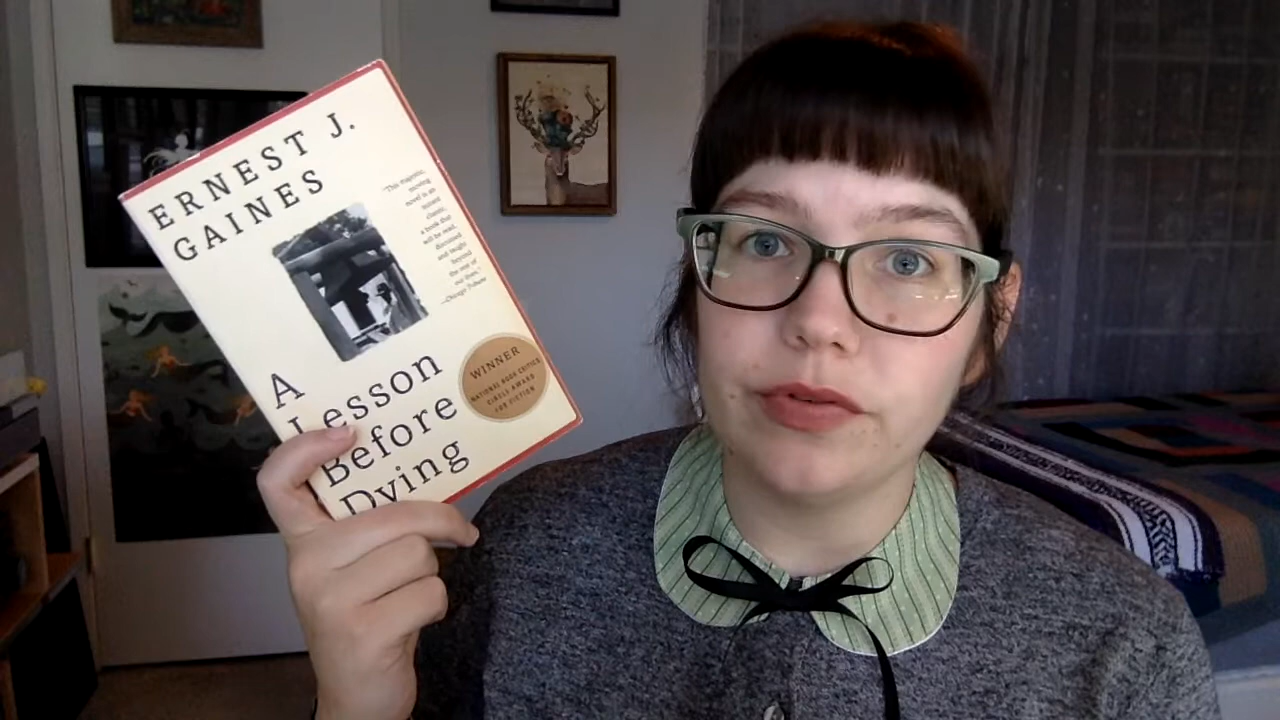 ERNEST J.
GAINES
"This majestic,
moving
novel is an
instant
classic,
a book that
will be read,
discussed
and taught
beyond
the rest of
our lives."
—Chicago Tribune
A
Lesson
Before
Dying
WINNER
NATIONAL BOOK CRITICS
CIRCLE AWARD
FOR FICTION